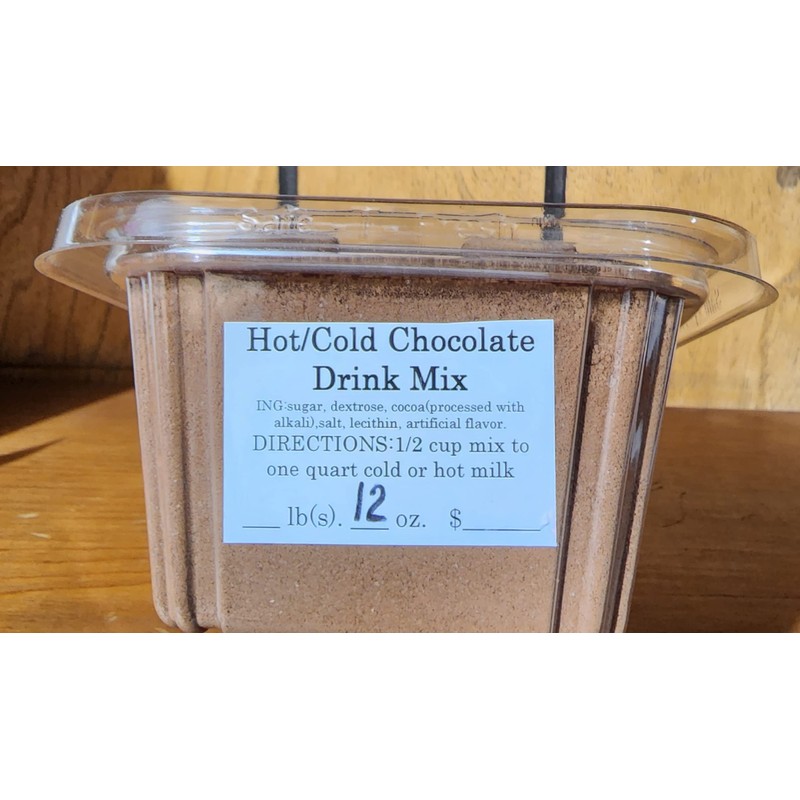 Hot/Cold Chocolate
Drink Mix
ING:sugar, dextrose, cocoa(processed with
alkali),salt, lecithin, artificial flavor.
DIRECTIONS:1/2 cup mix to
one quart cold or hot milk
___ lb(s). 12 oz. $________